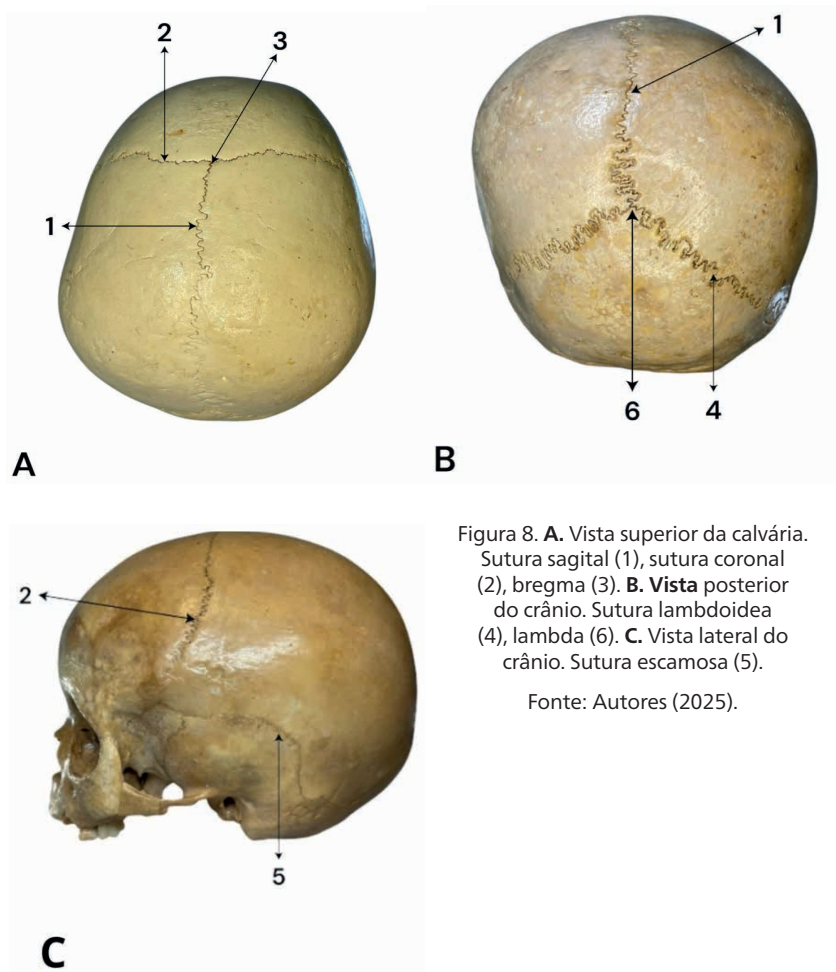 2
3
1
A
1
6
4
B
2
5
C
Figura 8. A. Vista superior da calvária.
Sutura sagital (1), sutura coronal
(2), bregma (3). B. Vista posterior
do crânio. Sutura lambdoidea
(4), lambda (6). C. Vista lateral do
crânio. Sutura escamosa (5).
Fonte: Autores (2025).